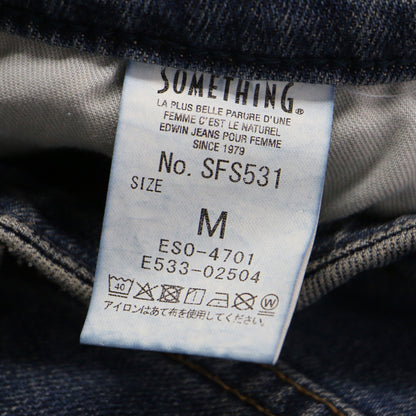 SOMETHING®
LA PLUS BELLE PARURE D'UNE
FEMME C'EST LE NATUREL
EDWIN JEANS POUR FEMME
SINCE 1979
No. SFS531
SIZE
M
ES0-4701
E533-02504
40 W
アイロンはあて布を使用してください。